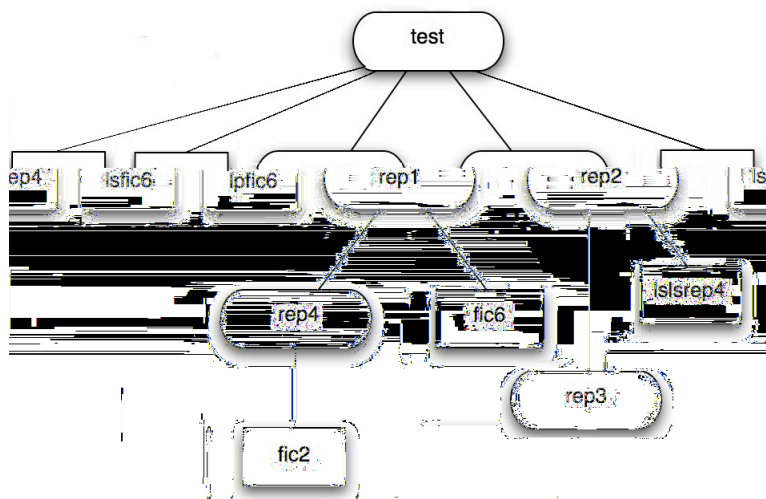 test
ep4
lsfic6
lpfic6
rep1
rep2
ls
rep4
fic6
lslsrep4
fic2
rep3